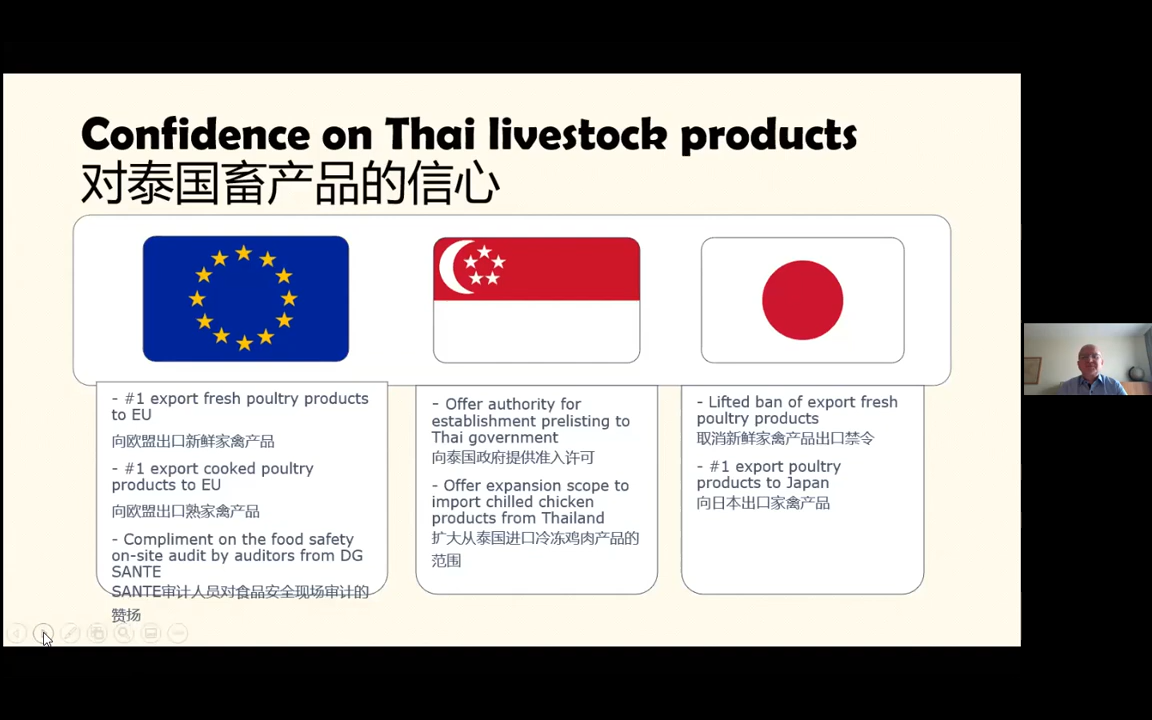 Confidence on Thai livestock products
对泰国畜产品的信心
- #1 export fresh poultry products
to EU
向欧盟出口新鲜家禽产品
- #1 export cooked poultry
products to EU
向欧盟出口熟家禽产品
- Compliment on the food safety
on-site audit by auditors from DG
SANTE
SANTE审计人员对食品安全现场审计的
赞扬
- Offer authority for
establishment prelisting to
Thai government
向泰国政府提供准入许可
- Offer expansion scope to
import chilled chicken
products from Thailand
扩大从泰国进口冷冻鸡肉产品的
范围
- Lifted ban of export fresh
poultry products
取消新鲜家禽产品出口禁令
- #1 export poultry
products to Japan
向日本出口家禽产品